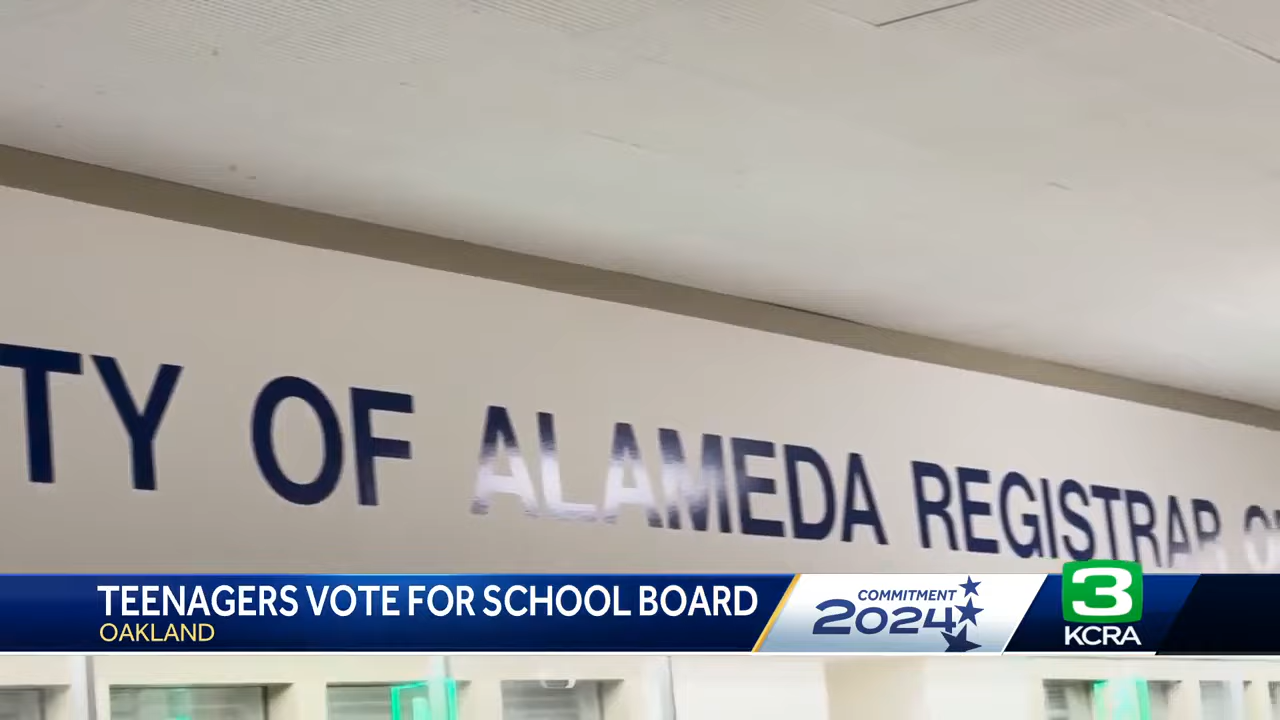 TY OF ALAMEDA REGISTRAR
TEENAGERS VOTE FOR SCHOOL BOARD
OAKLAND
COMMITMENT
2024
3
KCRA